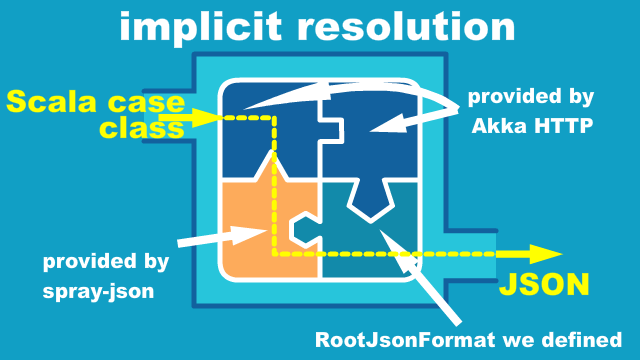 implicit resolution
Scala case
class
provided by
Akka HTTP
provided by
spray-json
JSON
RootJsonFormat we defined